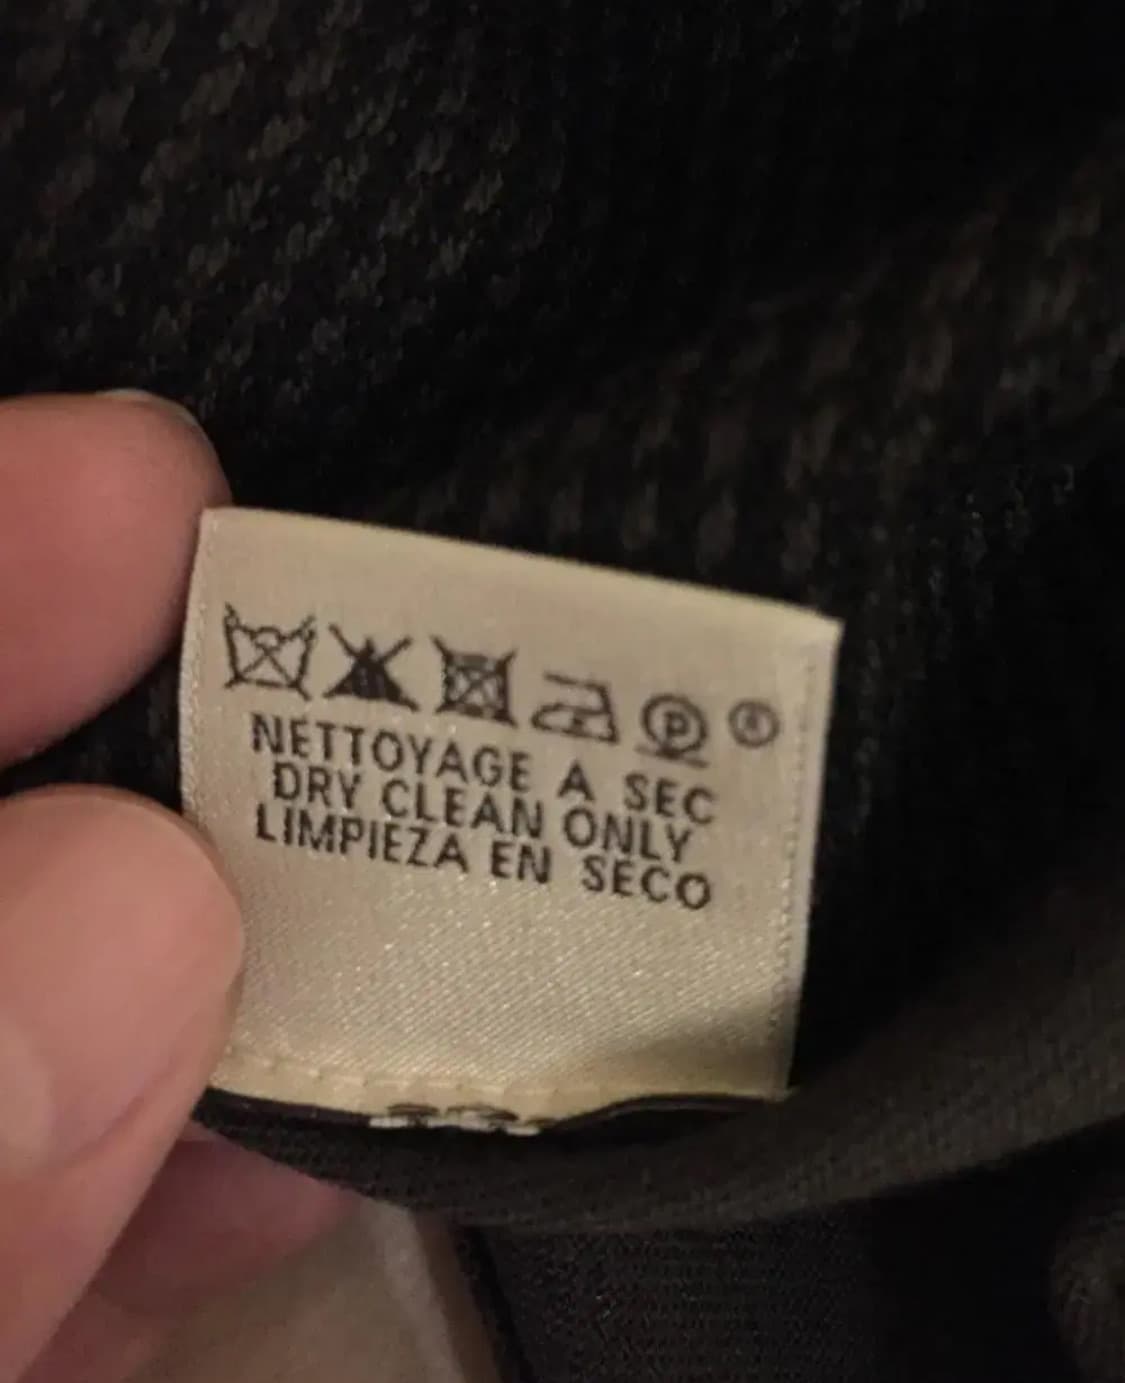 Ⓟ ®
NETTOYAGE A SEC
DRY CLEAN ONLY
LIMPIEZA EN SECO